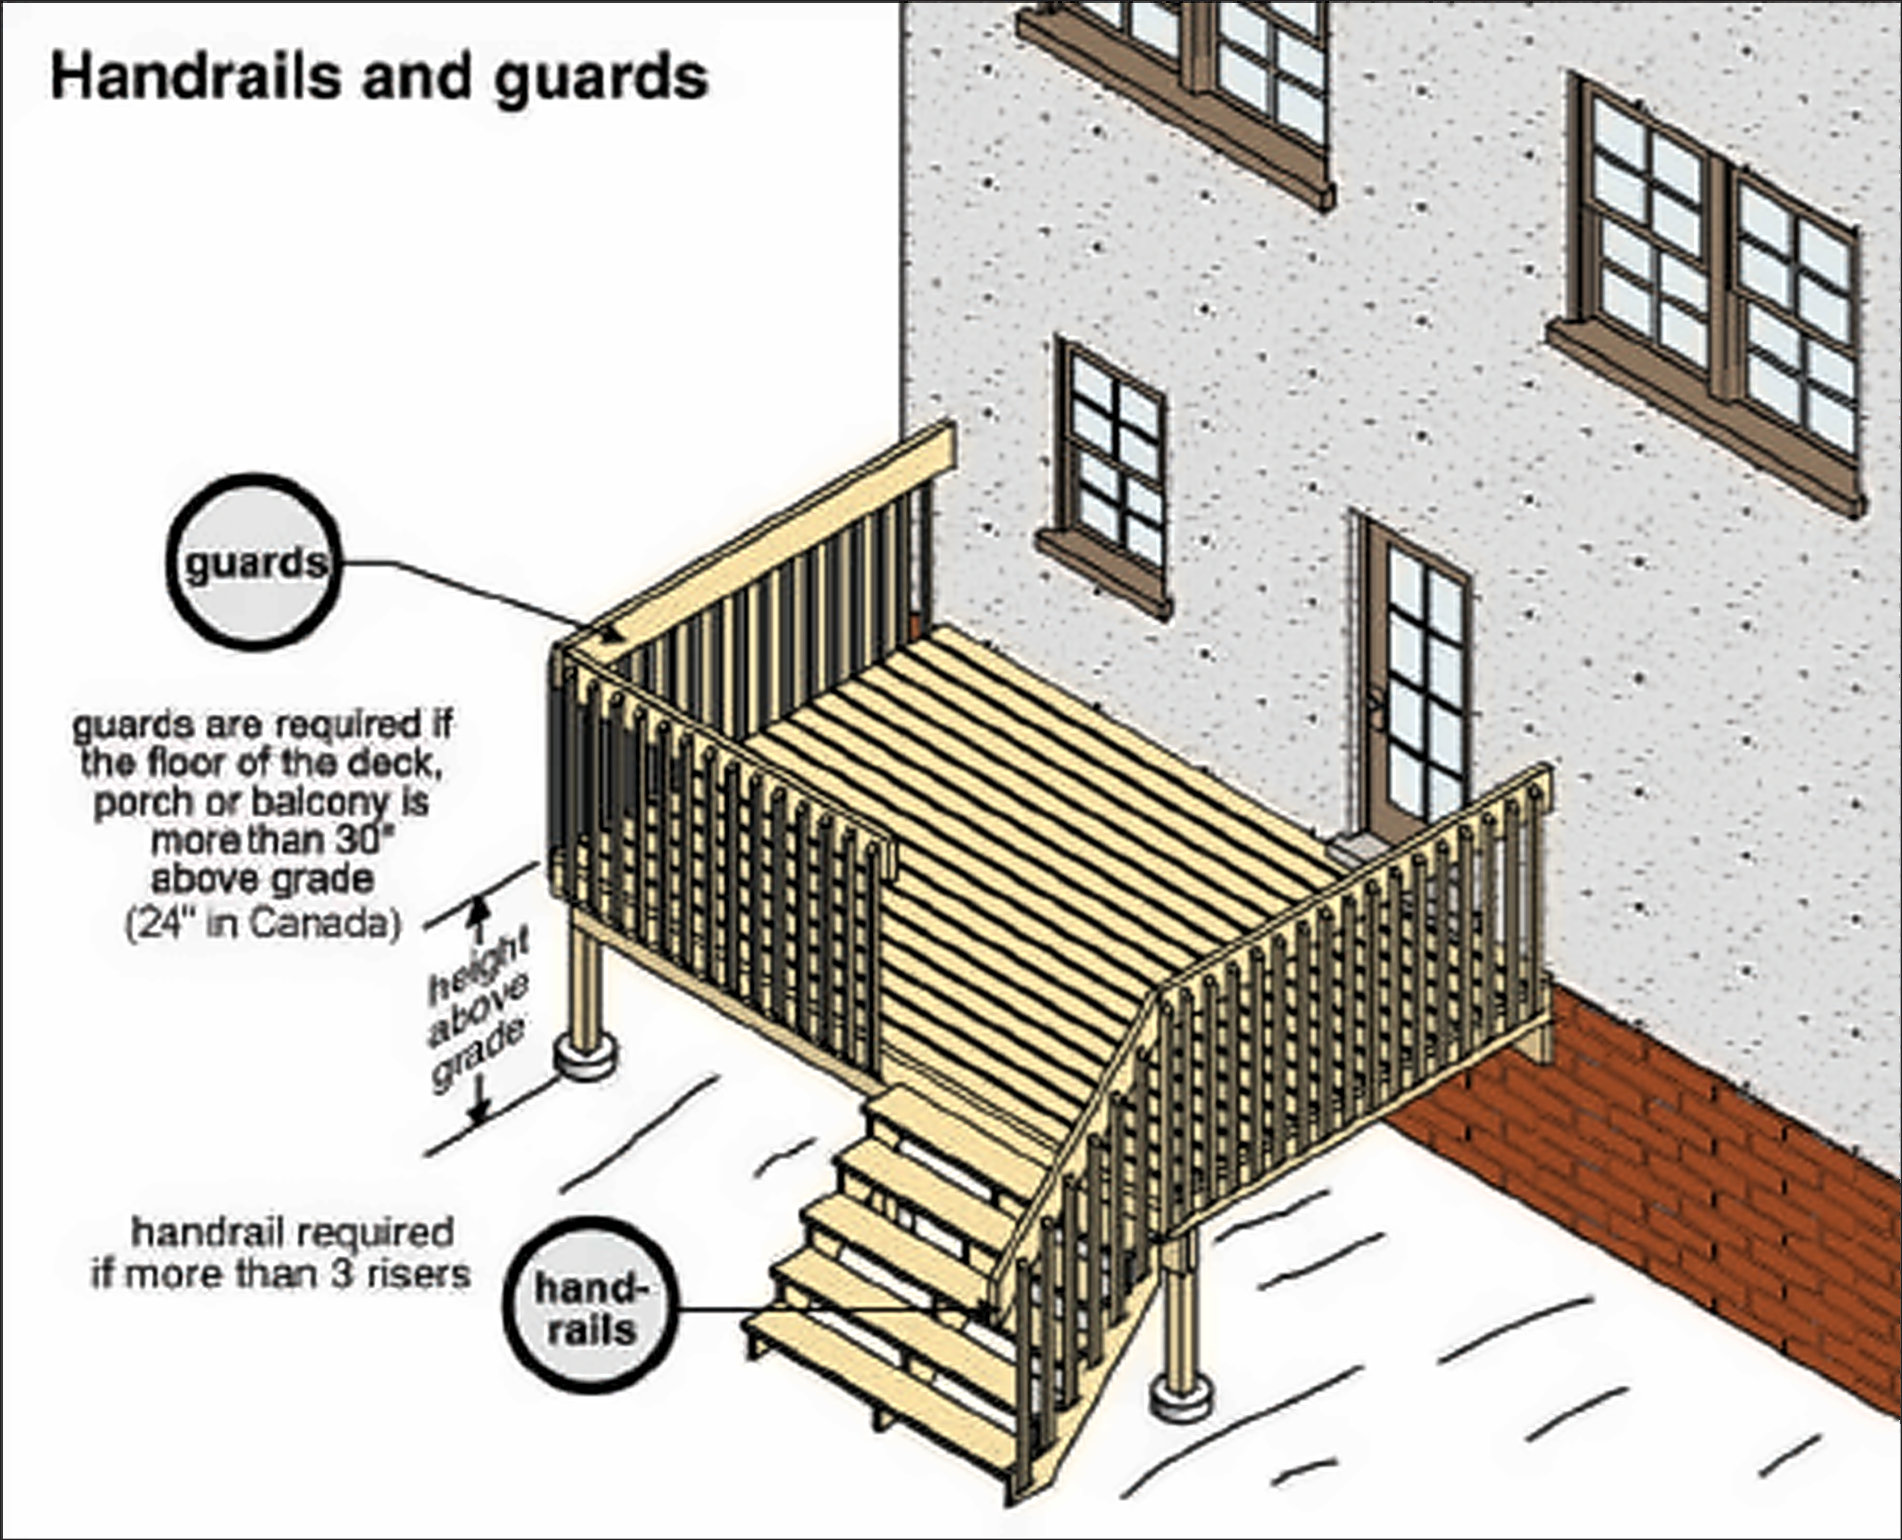 Handrails and guards
guards
guards are required if
the floor of the deck,
porch or balcony is
more than 30"
above grade
(24" in Canada)
height
above
grade
handrail required
if more than 3 risers
hand-
rails